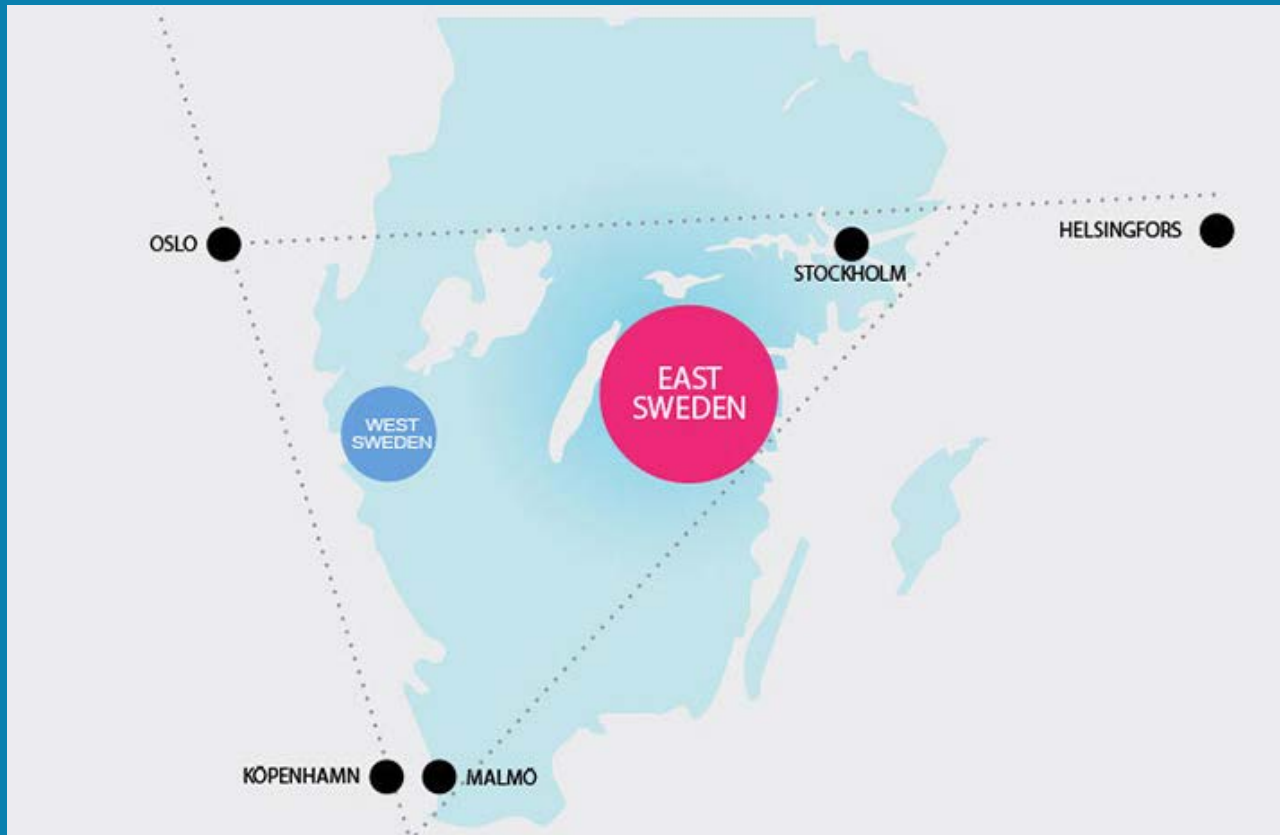 OSLO
HELSINGFORS
STOCKHOLM
EAST
SWEDEN
WEST
SWEDEN
KÖPENHAMN
MALMÖ